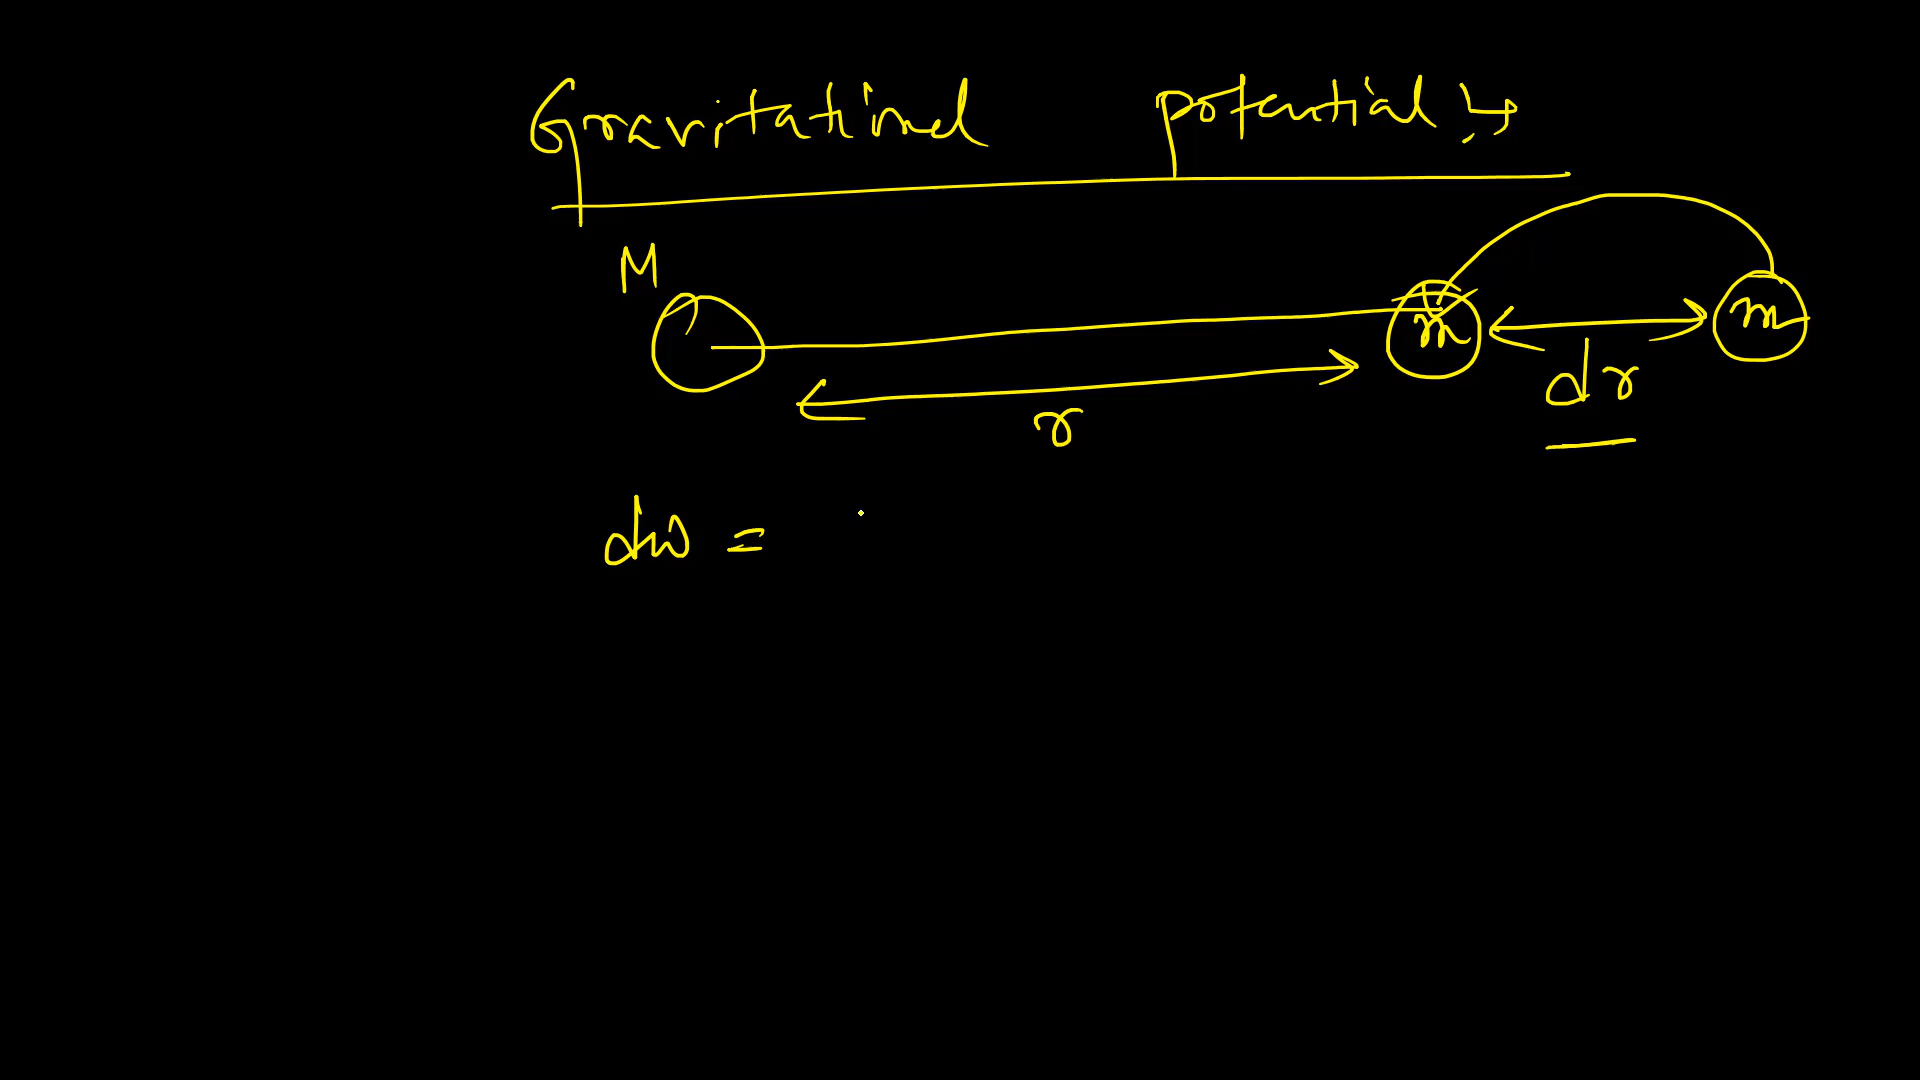 Gravitational potential :→
M
m m
dr
r
dw =